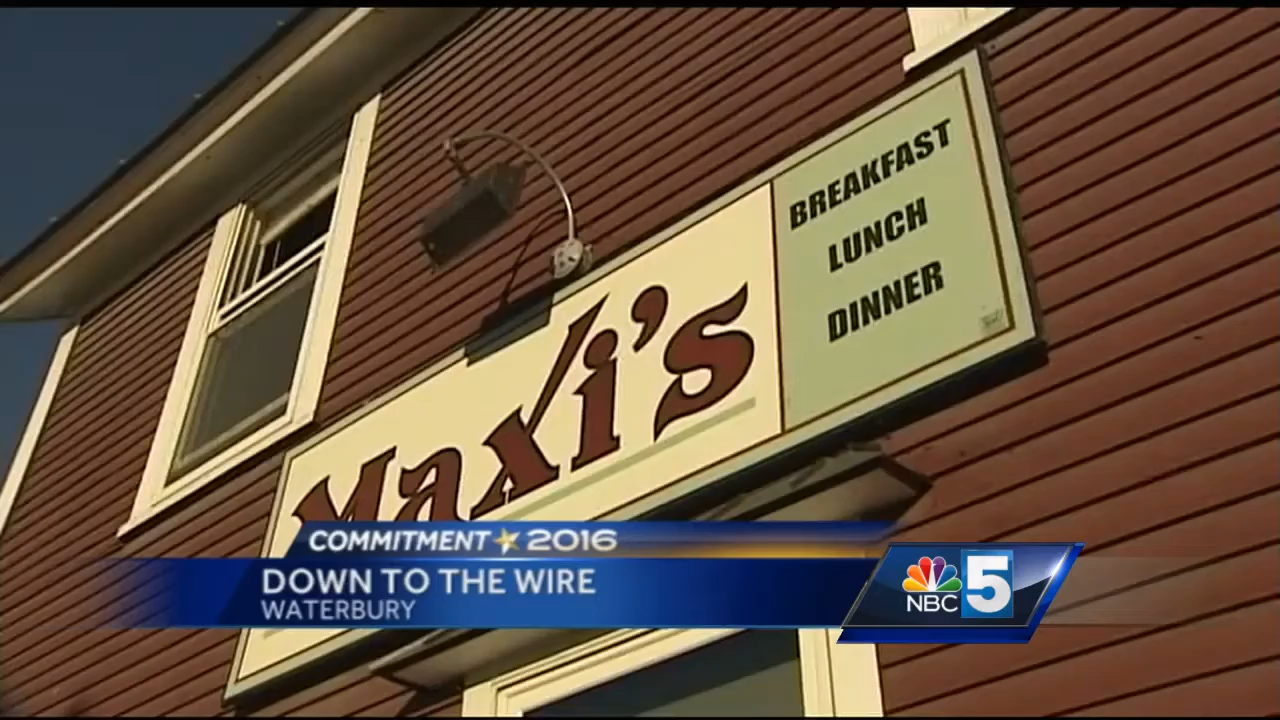 Maxi's
BREAKFAST
LUNCH
DINNER
COMMITMENT 2016
DOWN TO THE WIRE
WATERBURY
NBC 5